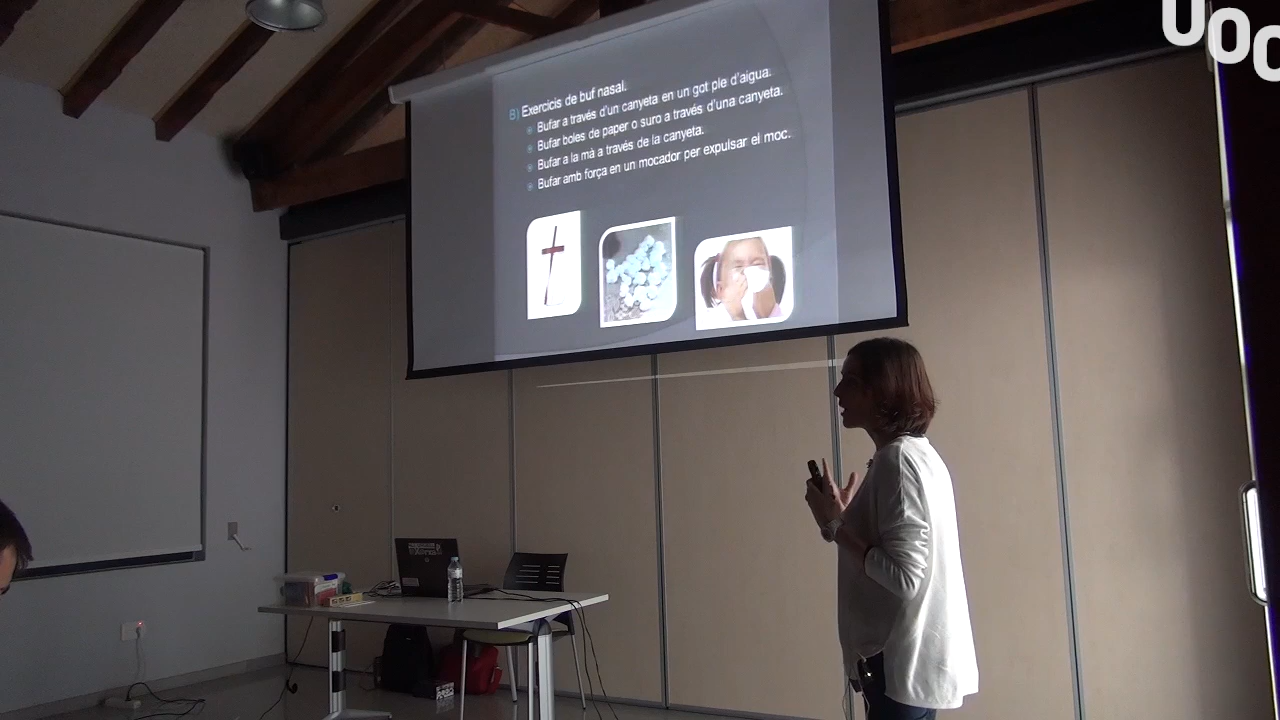 UOC
B) Exercicis de buf nasal.
Bufar a través d'un canyeta en un got ple d'aigua.
Bufar boles de paper o suro a través d'una canyeta.
Bufar a la mà a través de la canyeta.
Bufar amb força en un mocador per expulsar el moc.